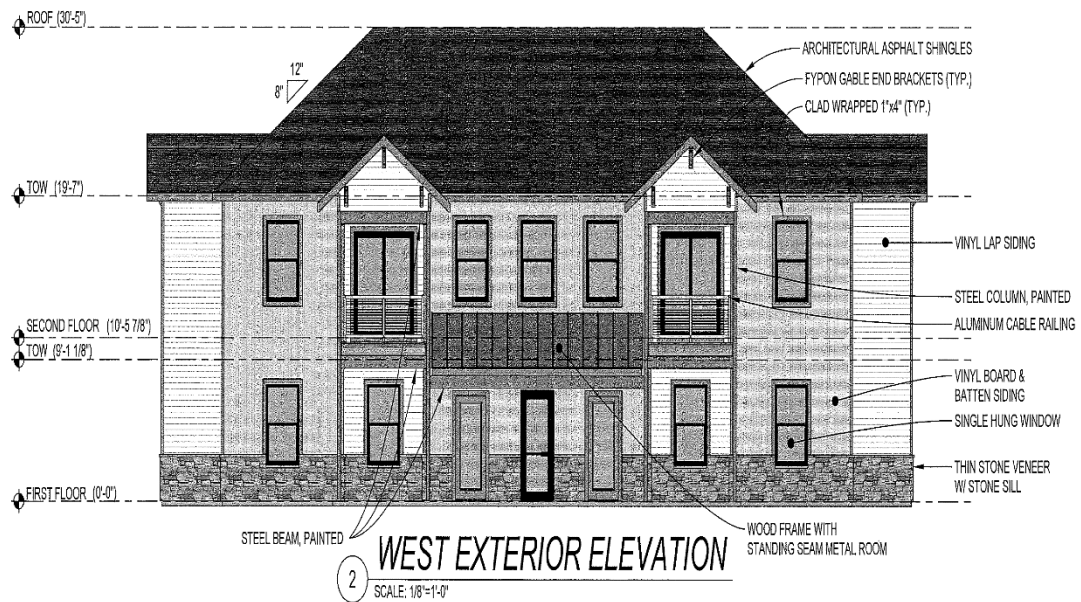 ROOF (30'-5")
12"
8"
ARCHITECTURAL ASPHALT SHINGLES
FYPON GABLE END BRACKETS (TYP.)
CLAD WRAPPED 1"x4" (TYP.)
TOW (19'-7")
VINYL LAP SIDING
STEEL COLUMN, PAINTED
ALUMINUM CABLE RAILING
SECOND FLOOR (10'-5 7/8")
TOW (9'-1 1/8")
VINYL BOARD &
BATTEN SIDING
SINGLE HUNG WINDOW
THIN STONE VENEER
W/ STONE SILL
FIRST FLOOR (0'-0")
STEEL BEAM, PAINTED
WOOD FRAME WITH
STANDING SEAM METAL ROOM
2
WEST EXTERIOR ELEVATION
SCALE: 1/8"=1'-0"